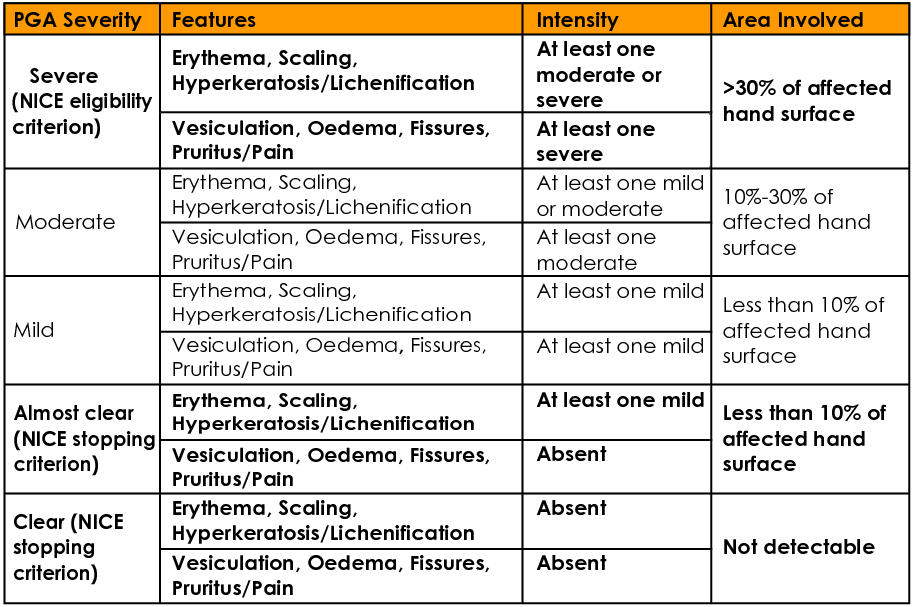 PGA Severity Features Intensity Area Involved
Severe
(NICE eligibility
criterion)
Erythema, Scaling,
Hyperkeratosis/Lichenification
At least one
moderate or
severe
>30% of affected
hand surface
Vesiculation, Oedema, Fissures,
Pruritus/Pain
At least one
severe
Moderate
Erythema, Scaling,
Hyperkeratosis/Lichenification
At least one mild
or moderate
10%-30% of
affected hand
surface
Vesiculation, Oedema, Fissures,
Pruritus/Pain
At least one
moderate
Mild
Erythema, Scaling,
Hyperkeratosis/Lichenification
At least one mild
Less than 10% of
affected hand
surface
Vesiculation, Oedema, Fissures,
Pruritus/Pain
At least one mild
Almost clear
(NICE stopping
criterion)
Erythema, Scaling,
Hyperkeratosis/Lichenification
At least one mild
Less than 10% of
affected hand
surface
Vesiculation, Oedema, Fissures,
Pruritus/Pain
Absent
Clear (NICE
stopping
criterion)
Erythema, Scaling,
Hyperkeratosis/Lichenification
Absent
Not detectable
Vesiculation, Oedema, Fissures,
Pruritus/Pain
Absent